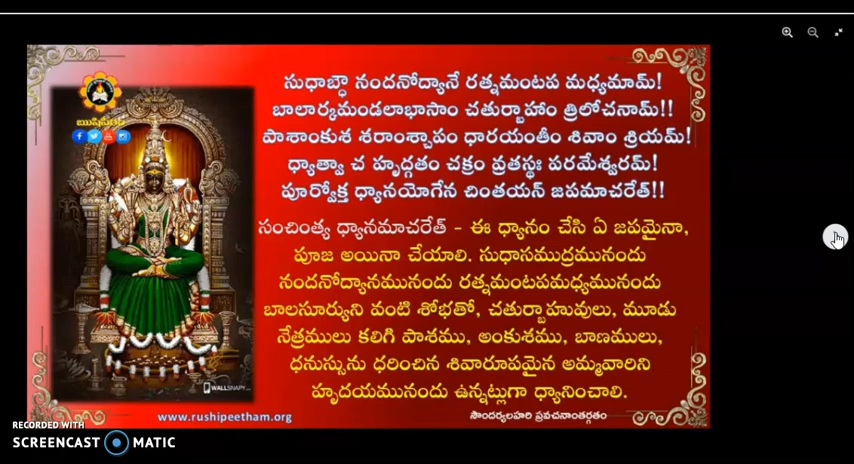 సుధాబ్ధౌ నందనోద్యానే రత్నమంటప మధ్యమామ్!
బాలార్కమండలాభాసాం చతుర్బాహాం త్రిలోచనామ్!!
పాశాంకుశ శరాంశ్చాపం ధారయంతీం శివాం శ్రియమ్!
ధ్యాత్వా చ హృద్గతం చక్రం వ్రతస్థః పరమేశ్వరమ్!
పూర్వోక్త ధ్యానయోగేన చింతయన్ జపమాచరేత్!!
ఋషిపీఠం
సంచింత్య ధ్యానమాచరేత్ - ఈ ధ్యానం చేసి ఏ జపమైనా,
పూజ అయినా చేయాలి. సుధాసముద్రమునందు
నందనోద్యానమునందు రత్నమంటపమధ్యమునందు
బాలసూర్యుని వంటి శోభతో, చతుర్బాహువులు, మూడు
నేత్రములు కలిగి పాశము, అంకుశము, బాణములు,
ధనుస్సును ధరించిన శివారూపమైన అమ్మవారిని
హృదయమునందు ఉన్నట్లుగా ధ్యానించాలి.
WALLSNAPY
www.rushipeetham.org
సౌందర్యలహరి ప్రవచనాంతర్గతం
RECORDED WITH
SCREENCAST MATIC